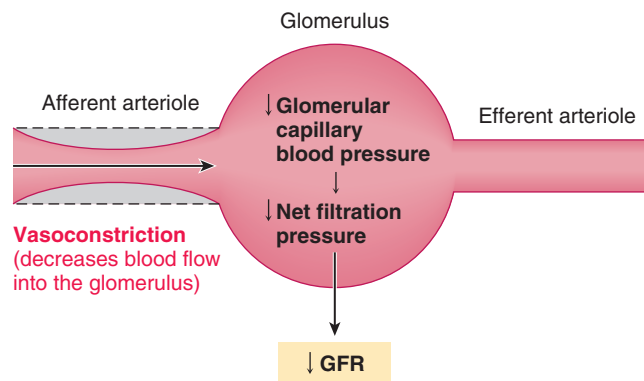 Glomerulus
Afferent arteriole
Efferent arteriole
↓ Glomerular
capillary
blood pressure
↓
↓ Net filtration
pressure
Vasoconstriction
(decreases blood flow
into the glomerulus)
↓ GFR